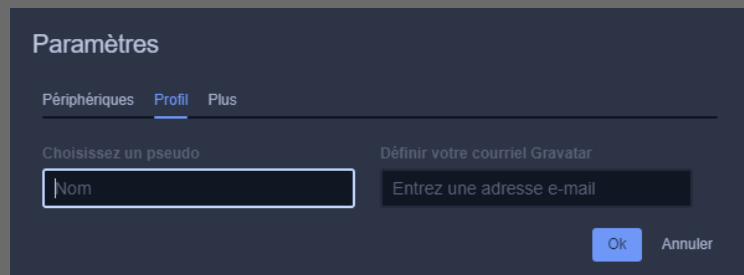 Paramètres
Périphériques Profil Plus
Choisissez un pseudo Définir votre courriel Gravatar
Nom Entrez une adresse e-mail
Ok Annuler